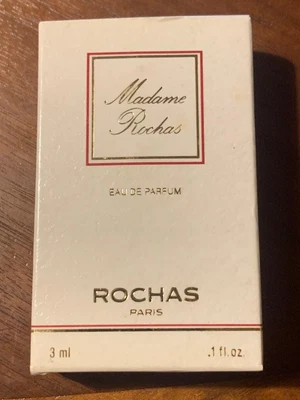 Madame
Rochas
EAU DE PARFUM
ROCHAS
PARIS
3 ml .1 fl. oz.